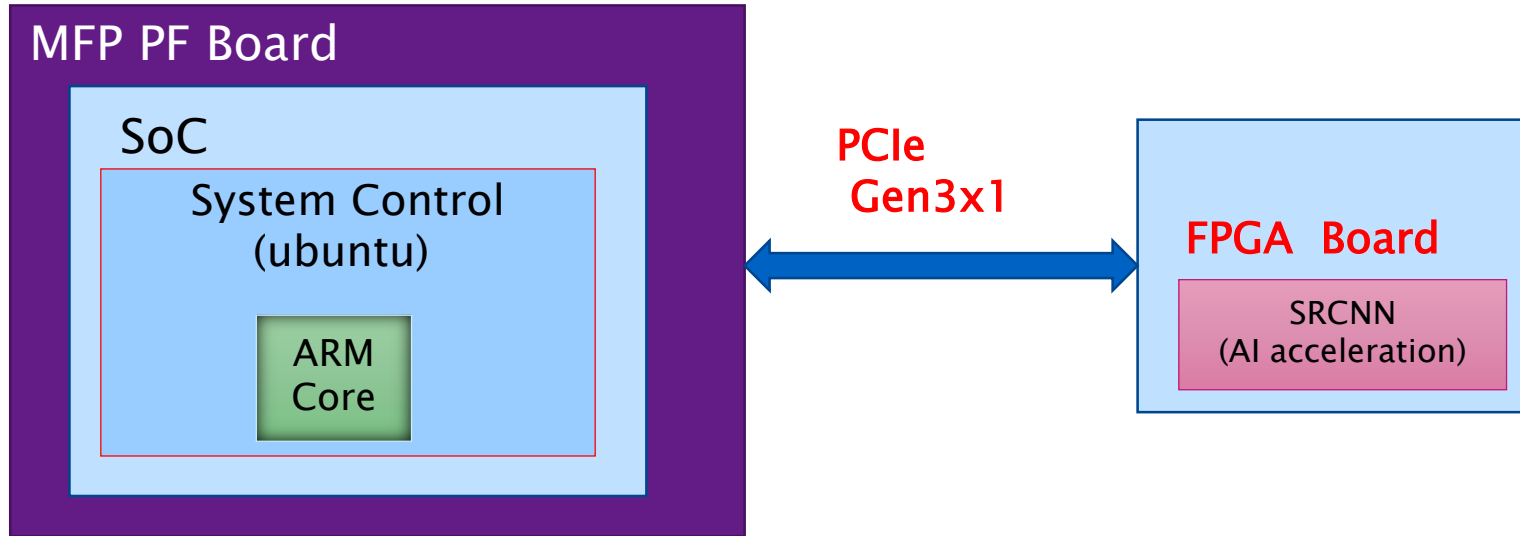 MFP PF Board
SoC
System Control
(ubuntu)
ARM
Core
PCIe
Gen3x1
FPGA Board
SRCNN
(AI acceleration)